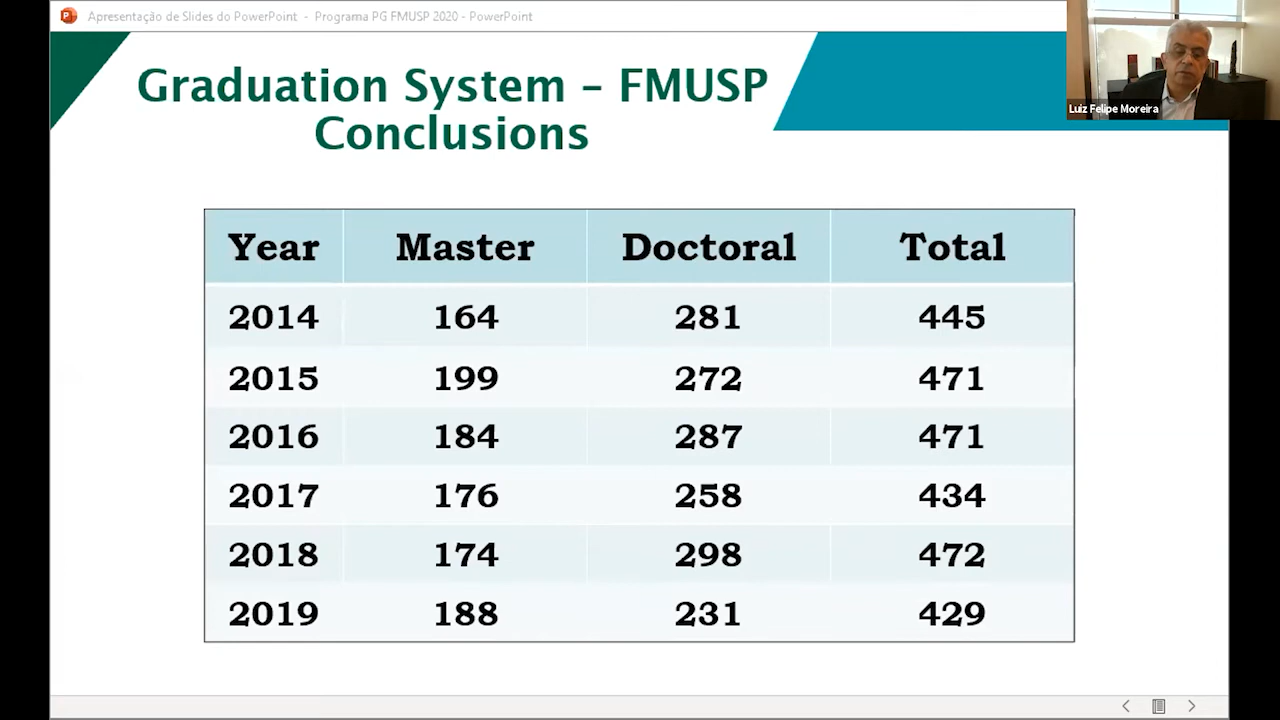 Apresentação de Slides do PowerPoint - Programa PG FMUSP 2020 - PowerPoint
Luiz Felipe Moreira
Graduation System – FMUSP
Conclusions
Year Master Doctoral Total
2014 164 281 445
2015 199 272 471
2016 184 287 471
2017 176 258 434
2018 174 298 472
2019 188 231 429